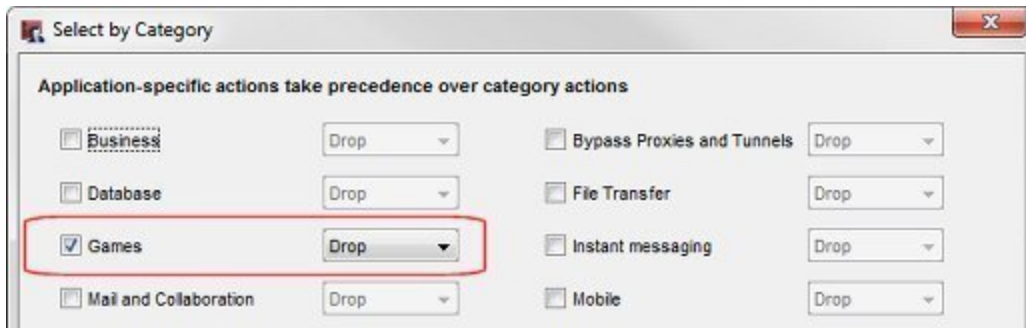 Select by Category
Application-specific actions take precedence over category actions
Business Drop Bypass Proxies and Tunnels Drop
Database Drop File Transfer Drop
Games Drop Instant messaging Drop
Mail and Collaboration Drop Mobile Drop